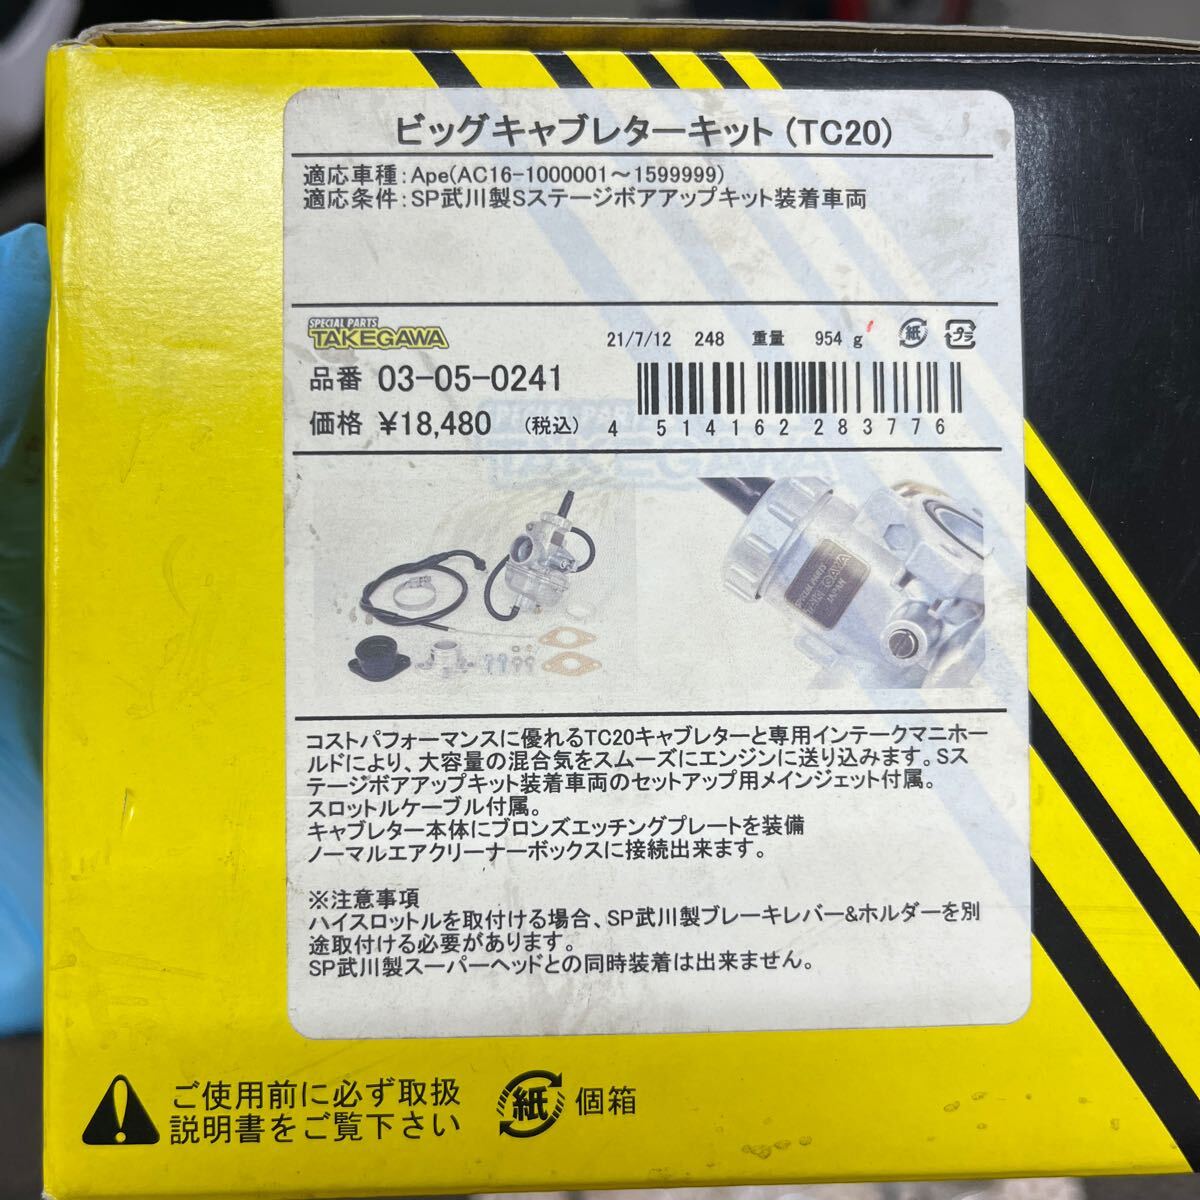 ビッグキャブレターキット (TC20)
適応車種:Ape(AC16-1000001～1599999)
適応条件:SP武川製Sステージボアアップキット装着車両
SPECIAL PARTS
TAKEGAWA
21/7/12 248 重量 954 g 紙 プラ
品番 03-05-0241
価格 ¥18,480 (税込)
4 514162 283776
SPECIAL PARTS
TAKEGAWA
SPECIAL PARTS
TAKEGAWA
JAPAN
コストパフォーマンスに優れるTC20キャブレターと専用インテークマニホー
ルドにより、大容量の混合気をスムーズにエンジンに送り込みます。Sス
テージボアアップキット装着車両のセットアップ用メインジェット付属。
スロットルケーブル付属。
キャブレター本体にブロンズエッチングプレートを装備
ノーマルエアクリーナーボックスに接続出来ます。
※注意事項
ハイスロットルを取付ける場合、SP武川製ブレーキレバー&ホルダーを別
途取付ける必要があります。
SP武川製スーパーヘッドとの同時装着は出来ません。
ご使用前に必ず取扱
説明書をご覧下さい
紙 個箱